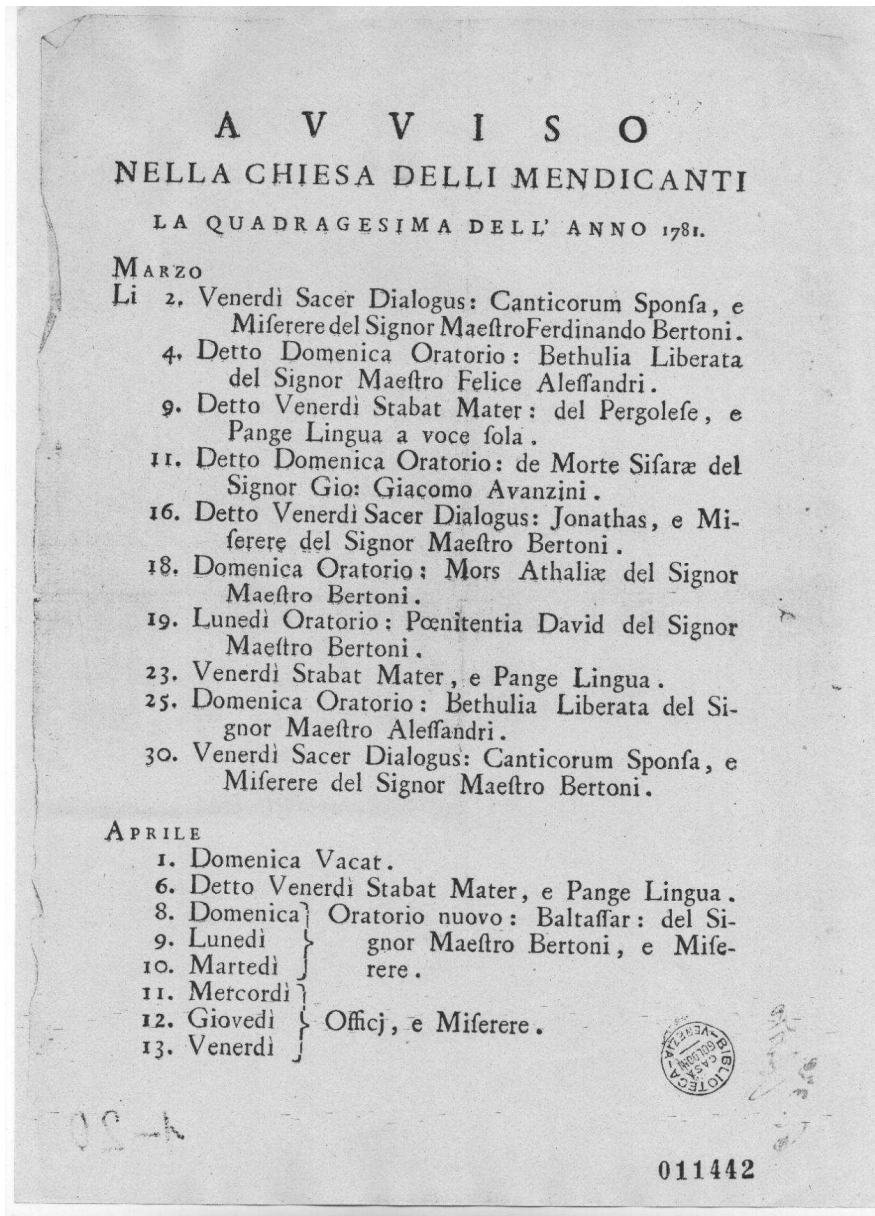 AVVISO
NELLA CHIESA DELLI MENDICANTI
LA QUADRAGESIMA DELL' ANNO 1781.
MARZO
Li 2. Venerdì Sacer Dialogus: Canticorum Sponſa, e
Miſerere del Signor Maeſtro Ferdinando Bertoni.
4. Detto Domenica Oratorio: Bethulia Liberata
del Signor Maeſtro Felice Aleſſandri.
9. Detto Venerdì Stabat Mater: del Pergoleſe, e
Pange Lingua a voce ſola.
11. Detto Domenica Oratorio: de Morte Siſaræ del
Signor Gio: Giacomo Avanzini.
16. Detto Venerdì Sacer Dialogus: Jonathas, e Mi-
ſerere del Signor Maeſtro Bertoni.
18. Domenica Oratorio: Mors Athaliæ del Signor
Maeſtro Bertoni.
19. Lunedì Oratorio: Pœnitentia David del Signor
Maeſtro Bertoni.
23. Venerdì Stabat Mater, e Pange Lingua.
25. Domenica Oratorio: Bethulia Liberata del Si-
gnor Maeſtro Aleſſandri.
30. Venerdì Sacer Dialogus: Canticorum Sponſa, e
Miſerere del Signor Maeſtro Bertoni.
APRILE
1. Domenica Vacat.
6. Detto Venerdì Stabat Mater, e Pange Lingua.
8. Domenica } Oratorio nuovo: Baltaſſar: del Si-
9. Lunedì } gnor Maeſtro Bertoni, e Miſe-
10. Martedì } rere.
11. Mercordì }
12. Giovedì } Officj, e Miſerere.
13. Venerdì }
BIBLIOTECA - VENEZIA -
CASA
GOLDONI
011442